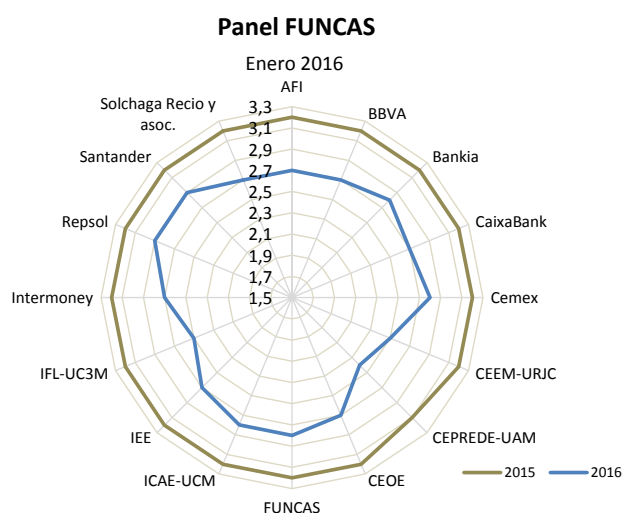 Panel FUNCAS
Enero 2016
AFI
BBVA
Bankia
CaixaBank
Cemex
CEEM-URJC
CEPREDE-UAM
CEOE
FUNCAS
ICAE-UCM
IEE
IFL-UC3M
Intermoney
Repsol
Santander
Solchaga Recio y
asoc.
3,3
3,1
2,9
2,7
2,5
2,3
2,1
1,9
1,7
1,5
2015
2016